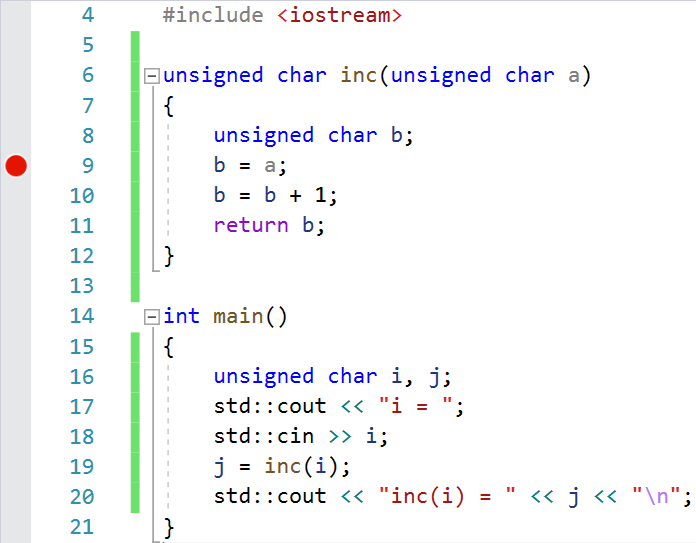 4 #include <iostream>
5
6 unsigned char inc(unsigned char a)
7 {
8 unsigned char b;
9 b = a;
10 b = b + 1;
11 return b;
12 }
13
14 int main()
15 {
16 unsigned char i, j;
17 std::cout << "i = ";
18 std::cin >> i;
19 j = inc(i);
20 std::cout << "inc(i) = " << j << "\n";
21 }